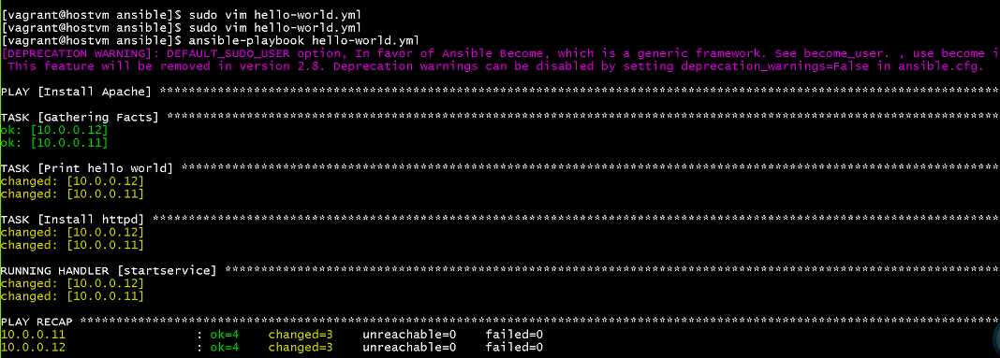 [vagrant@hostvm ansible]$ sudo vim hello-world.yml
[vagrant@hostvm ansible]$ sudo vim hello-world.yml
[vagrant@hostvm ansible]$ ansible-playbook hello-world.yml
[DEPRECATION WARNING]: DEFAULT_SUDO_USER option, In favor of Ansible Become, which is a generic framework. See become_user. , use become i
 This feature will be removed in version 2.8. Deprecation warnings can be disabled by setting deprecation_warnings=False in ansible.cfg.
PLAY [Install Apache] *********************************************************************************************************************
TASK [Gathering Facts] ********************************************************************************************************************
ok: [10.0.0.12]
ok: [10.0.0.11]
TASK [Print hello world] ******************************************************************************************************************
changed: [10.0.0.12]
changed: [10.0.0.11]
TASK [Install httpd] **********************************************************************************************************************
changed: [10.0.0.12]
changed: [10.0.0.11]
RUNNING HANDLER [startservice] ************************************************************************************************************
changed: [10.0.0.12]
changed: [10.0.0.11]
PLAY RECAP ********************************************************************************************************************************
10.0.0.11                  : ok=4    changed=3    unreachable=0    failed=0
10.0.0.12                  : ok=4    changed=3    unreachable=0    failed=0